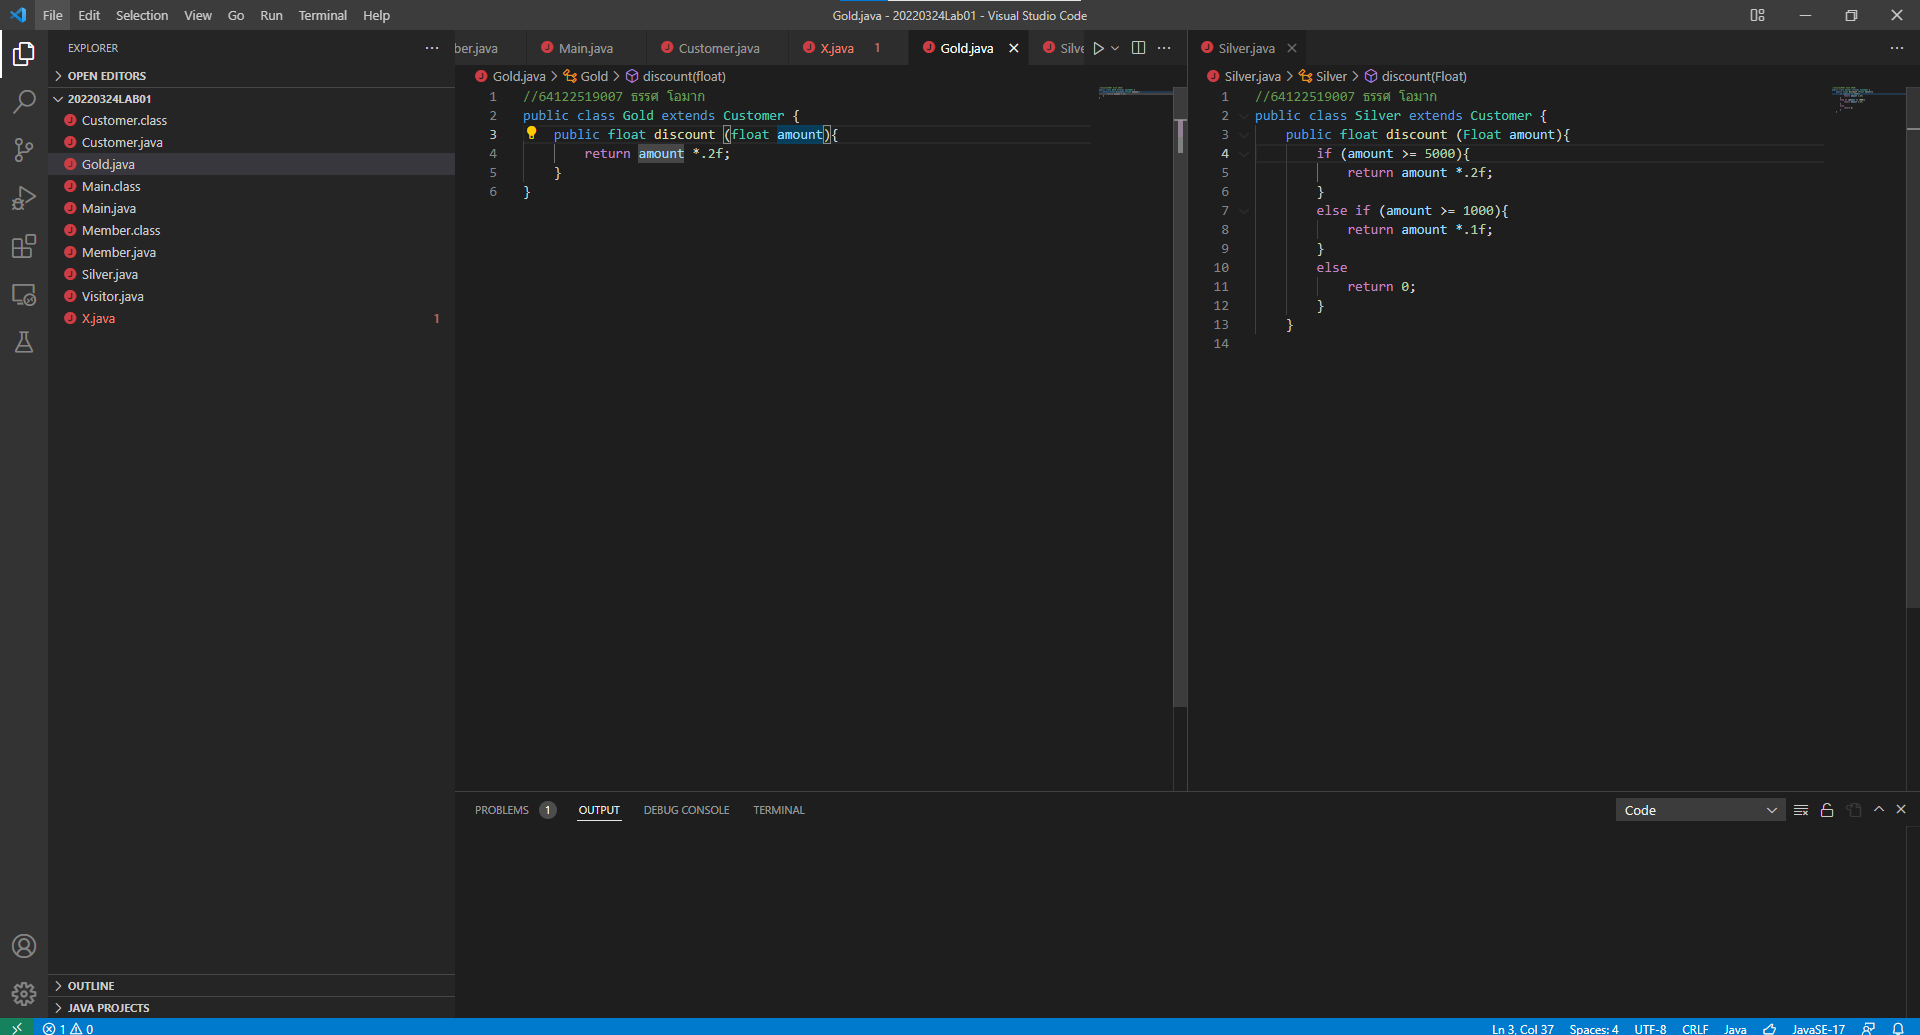 File Edit Selection View Go Run Terminal Help
Gold.java - 20220324Lab01 - Visual Studio Code
EXPLORER
OPEN EDITORS
20220324LAB01
Customer.class
Customer.java
Gold.java
Main.class
Main.java
Member.class
Member.java
Silver.java
Visitor.java
X.java 1
OUTLINE
JAVA PROJECTS
ber.java Main.java Customer.java X.java 1 Gold.java Silve
Gold.java > Gold > discount(float)
1 //64122519007 ธรรศ โอมาก
2 public class Gold extends Customer {
3 public float discount (float amount){
4 return amount *.2f;
5 }
6 }
Silver.java
Silver.java > Silver > discount(Float)
1 //64122519007 ธรรศ โอมาก
2 public class Silver extends Customer {
3 public float discount (Float amount){
4 if (amount >= 5000){
5 return amount *.2f;
6 }
7 else if (amount >= 1000){
8 return amount *.1f;
9 }
10 else
11 return 0;
12 }
13 }
14
PROBLEMS 1 OUTPUT DEBUG CONSOLE TERMINAL
Code
1 0
Ln 3, Col 37 Spaces: 4 UTF-8 CRLF Java JavaSE-17